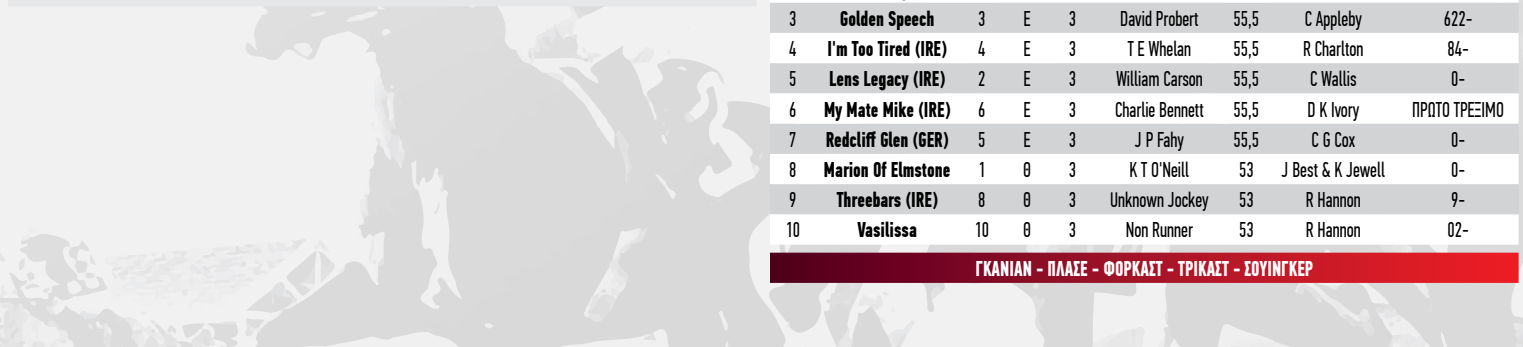 3 Golden Speech 3 Ε 3 David Probert 55,5 C Appleby 622-
4 I'm Too Tired (IRE) 4 Ε 3 T E Whelan 55,5 R Charlton 84-
5 Lens Legacy (IRE) 2 Ε 3 William Carson 55,5 C Wallis 0-
6 My Mate Mike (IRE) 6 Ε 3 Charlie Bennett 55,5 D K Ivory ΠΡΩΤΟ ΤΡΕΞΙΜΟ
7 Redcliff Glen (GER) 5 Ε 3 J P Fahy 55,5 C G Cox 0-
8 Marion Of Elmstone 1 θ 3 K T O'Neill 53 J Best & K Jewell 0-
9 Threebars (IRE) 8 θ 3 Unknown Jockey 53 R Hannon 9-
10 Vasilissa 10 θ 3 Non Runner 53 R Hannon 02-
ΓΚΑΝΙΑΝ - ΠΛΑΣΕ - ΦΟΡΚΑΣΤ - ΤΡΙΚΑΣΤ - ΣΟΥΙΝΓΚΕΡ